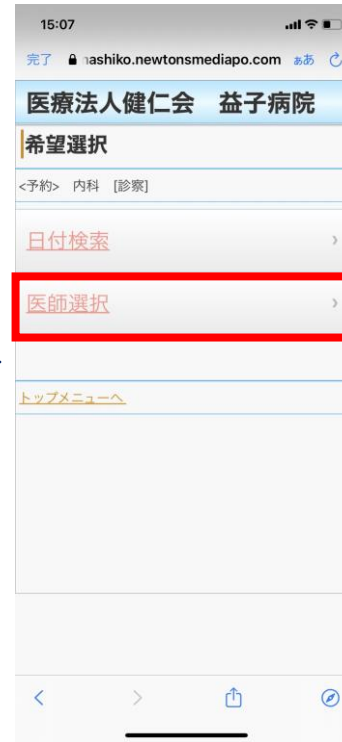 15:07
完了 ashiko.newtonsmediapo.com ああ
医療法人健仁会 益子病院
希望選択
<予約> 内科 [診察]
日付検索
医師選択
トップメニューへ